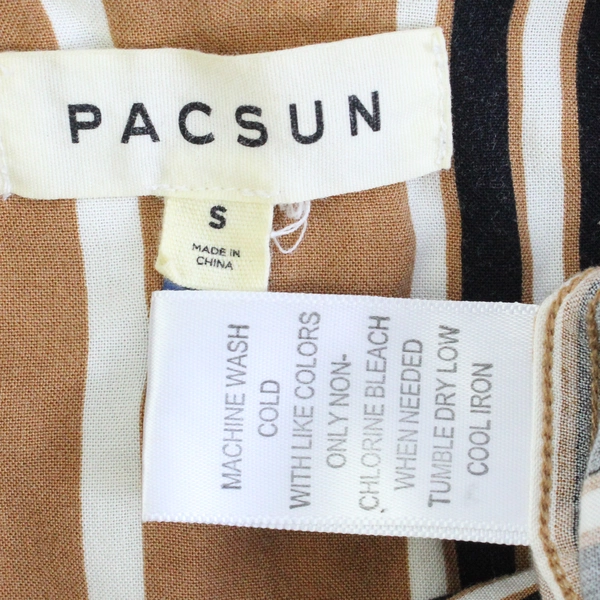 PACSUN
S
MADE IN
CHINA
MACHINE WASH
COLD
WITH LIKE COLORS
ONLY NON-
CHLORINE BLEACH
WHEN NEEDED
TUMBLE DRY LOW
COOL IRON